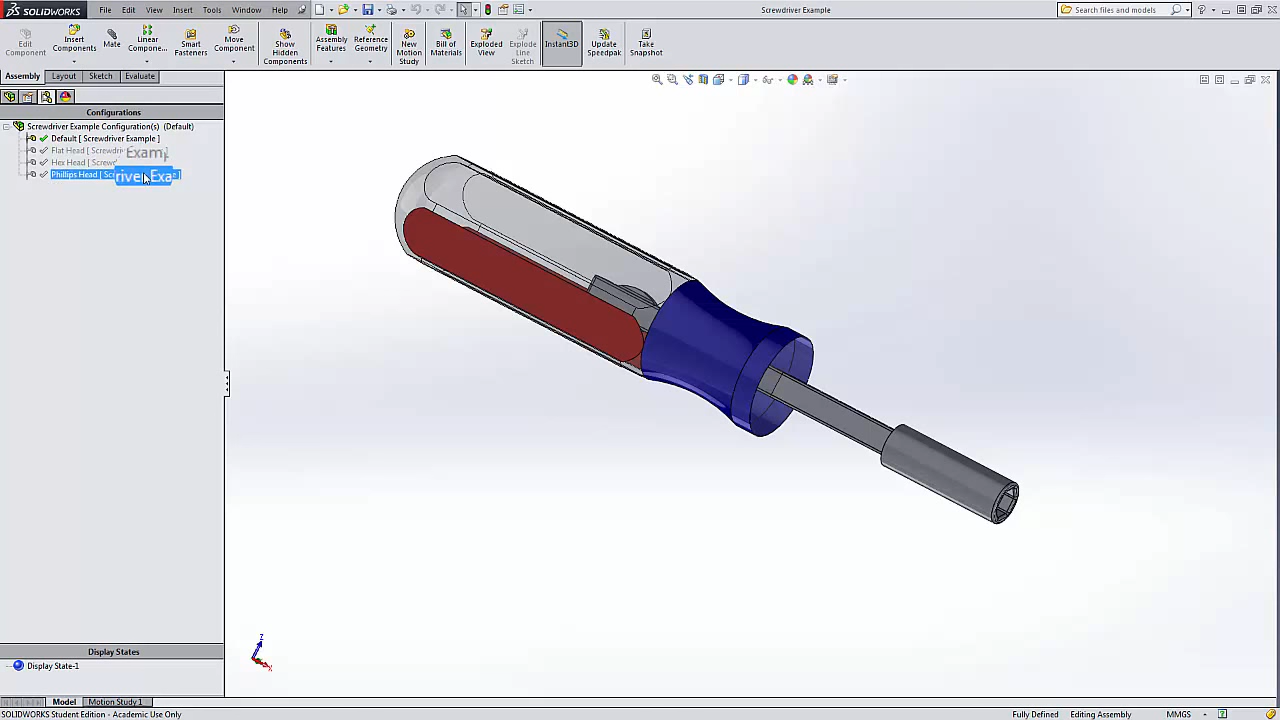 SOLIDWORKS File Edit View Insert Tools Window Help Screwdriver Example Search files and models
Edit Component Insert Components Mate Linear Compone... Smart Fasteners Move Component Show Hidden Components Assembly Features Reference Geometry New Motion Study Bill of Materials Exploded View Explode Line Sketch Instant3D Update Speedpak Take Snapshot
Assembly Layout Sketch Evaluate
Configurations
Screwdriver Example Configuration(s) (Default)
Default [ Screwdriver Example ]
Flat Head [ Screwdri Examp
Hex Head [ Screwd
Phillips Head [ Sc river Exa ]
Z
X
Display States
Display State-1
Model Motion Study 1
SOLIDWORKS Student Edition - Academic Use Only Fully Defined Editing Assembly MMGS